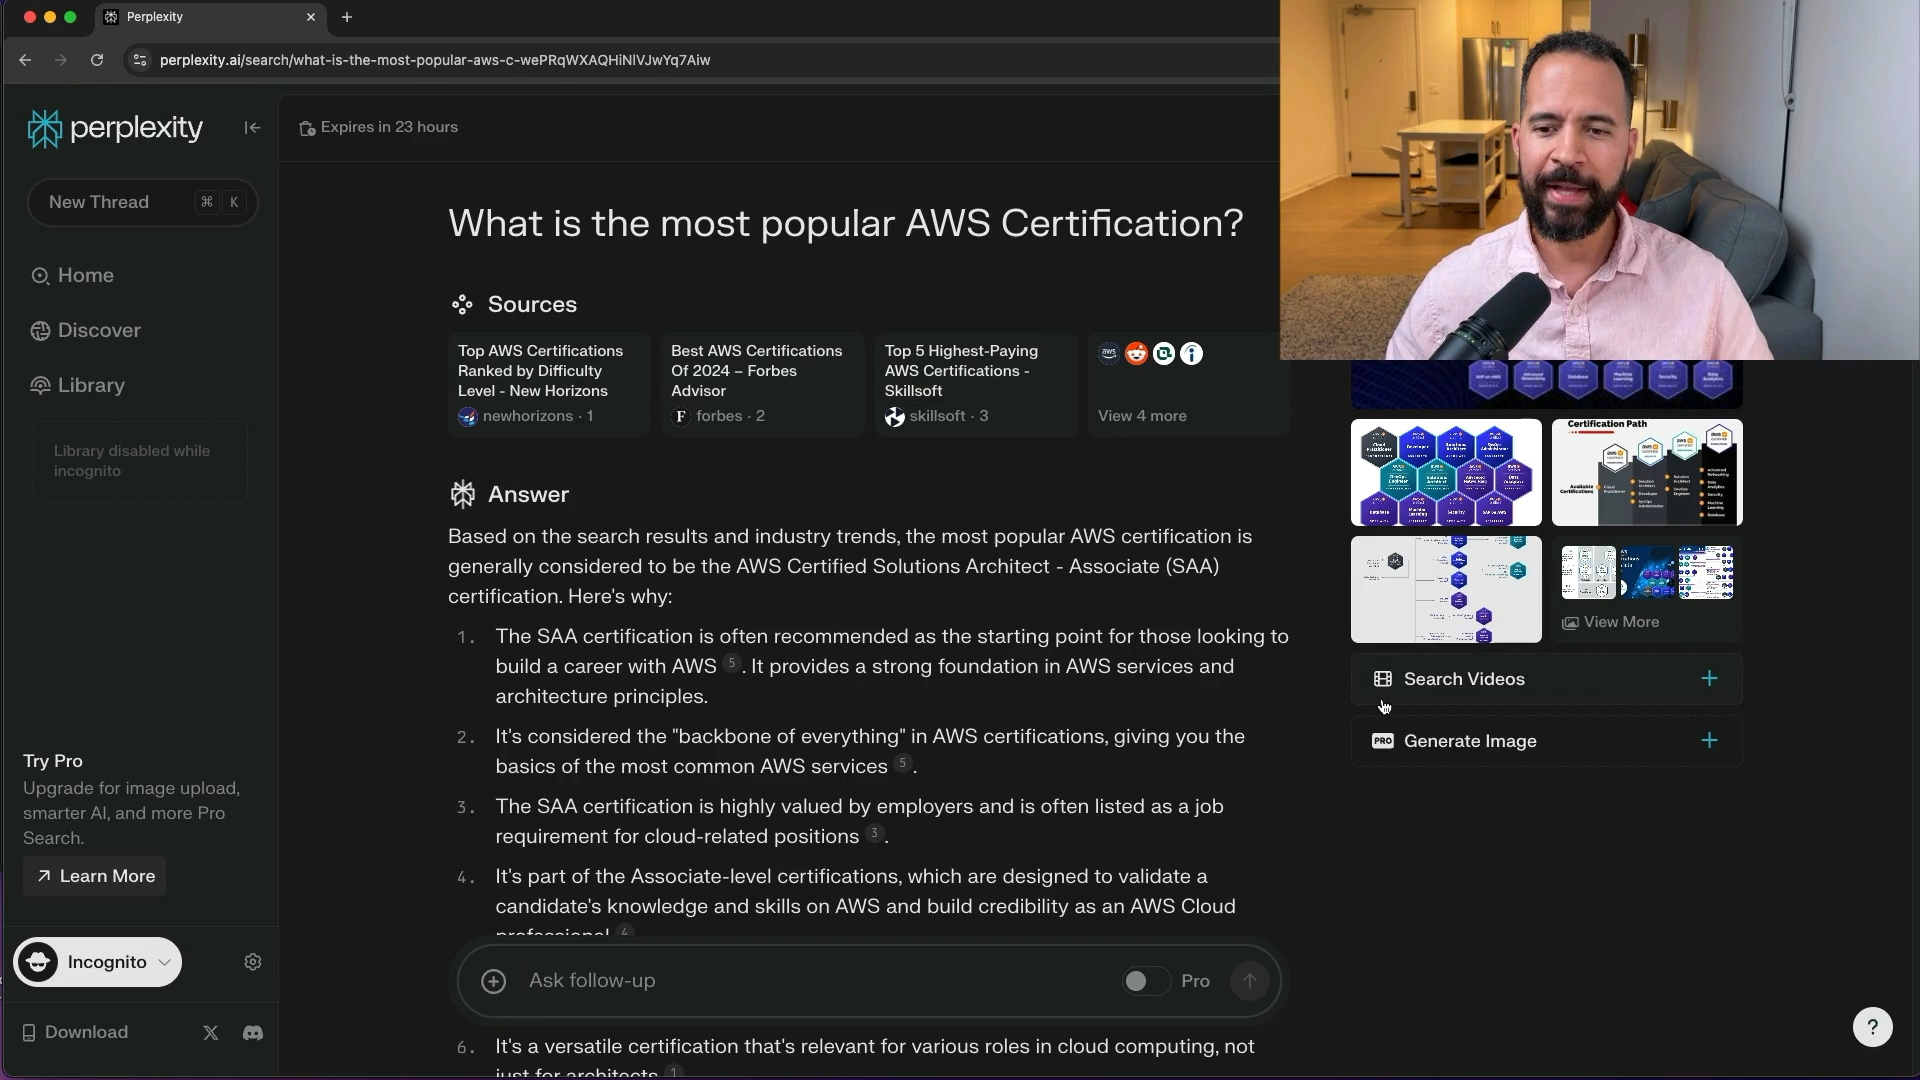 Perplexity
perplexity.ai/search/what-is-the-most-popular-aws-c-wePRqWXAQHiNlVJwYq7Aiw
perplexity
Expires in 23 hours
New Thread ⌘ K
Home
Discover
Library
Library disabled while
incognito
Try Pro
Upgrade for image upload,
smarter AI, and more Pro
Search.
Learn More
Incognito
Download
What is the most popular AWS Certification?
Sources
Top AWS Certifications
Ranked by Difficulty
Level - New Horizons
newhorizons · 1
Best AWS Certifications
Of 2024 – Forbes
Advisor
F forbes · 2
Top 5 Highest-Paying
AWS Certifications -
Skillsoft
skillsoft · 3
aws
View 4 more
Answer
Based on the search results and industry trends, the most popular AWS certification is
generally considered to be the AWS Certified Solutions Architect - Associate (SAA)
certification. Here's why:
1. The SAA certification is often recommended as the starting point for those looking to
build a career with AWS 5. It provides a strong foundation in AWS services and
architecture principles.
2. It's considered the "backbone of everything" in AWS certifications, giving you the
basics of the most common AWS services 5.
3. The SAA certification is highly valued by employers and is often listed as a job
requirement for cloud-related positions 3.
4. It's part of the Associate-level certifications, which are designed to validate a
candidate's knowledge and skills on AWS and build credibility as an AWS Cloud
professional 4
Ask follow-up
Pro
6. It's a versatile certification that's relevant for various roles in cloud computing, not
just for architects 1
Certification Path
View More
Search Videos
PRO Generate Image
?